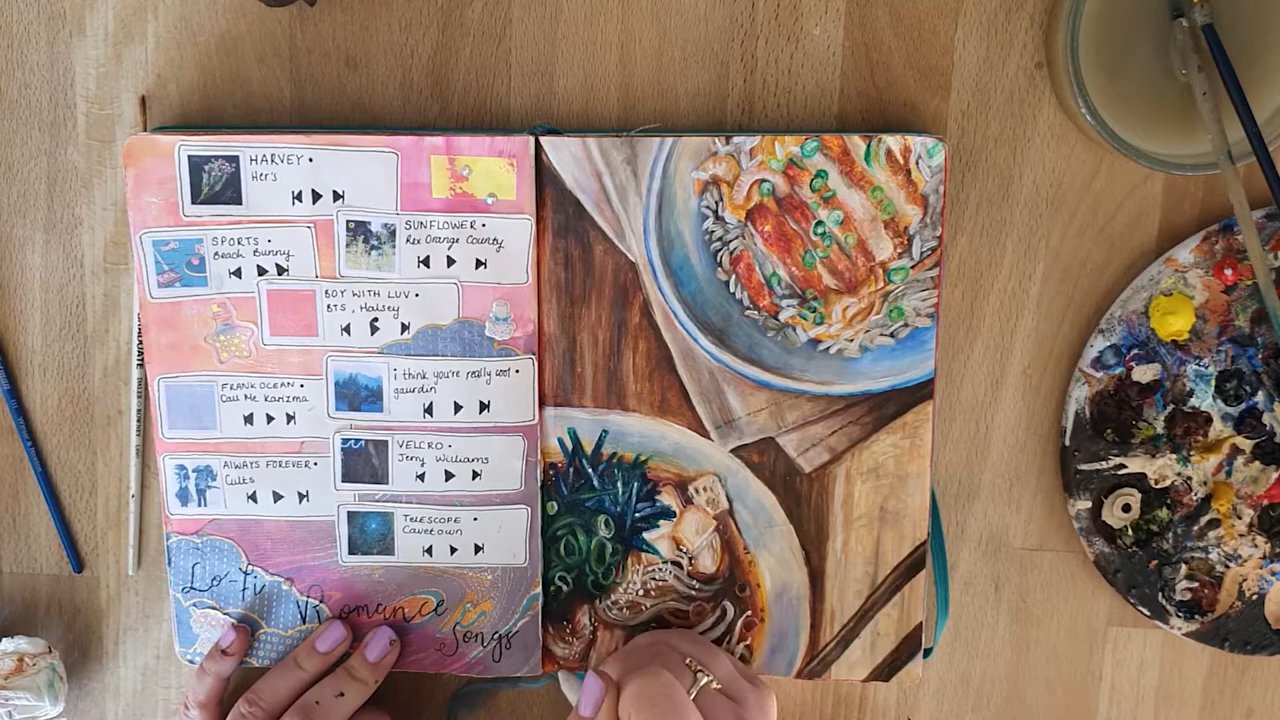 HARVEY •
Her's
SUNFLOWER •
Rex Orange County
SPORTS •
Beach Bunny
BOY WITH LUV •
BTS , Halsey
i think you're really cool •
gaurdin
FRANK OCEAN •
Call Me Karizma
VELCRO •
Jerry Williams
ALWAYS FOREVER •
Cults
TELESCOPE •
Cavetown
Lo-fi
Romance
Songs
GRADUATE